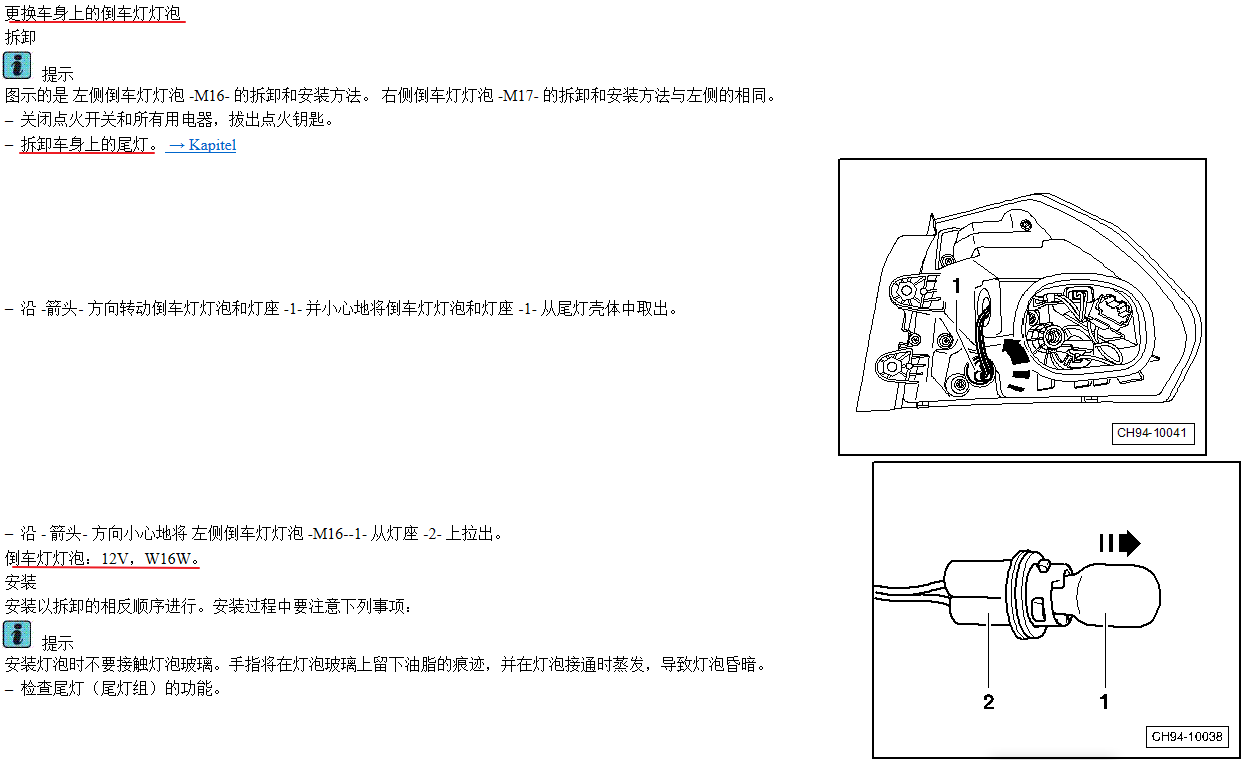 更换车身上的倒车灯灯泡
拆卸
提示
图示的是 左侧倒车灯灯泡 -M16- 的拆卸和安装方法。 右侧倒车灯灯泡 -M17- 的拆卸和安装方法与左侧的相同。
– 关闭点火开关和所有用电器，拔出点火钥匙。
– 拆卸车身上的尾灯。 → Kapitel
1
– 沿 -箭头- 方向转动倒车灯灯泡和灯座 -1- 并小心地将倒车灯灯泡和灯座 -1- 从尾灯壳体中取出。
CH94-10041
– 沿 - 箭头- 方向小心地将 左侧倒车灯灯泡 -M16--1- 从灯座 -2- 上拉出。
倒车灯灯泡：12V，W16W。
安装
安装以拆卸的相反顺序进行。安装过程中要注意下列事项：
提示
安装灯泡时不要接触灯泡玻璃。手指将在灯泡玻璃上留下油脂的痕迹，并在灯泡接通时蒸发，导致灯泡昏暗。
– 检查尾灯（尾灯组）的功能。
2 1
CH94-10038